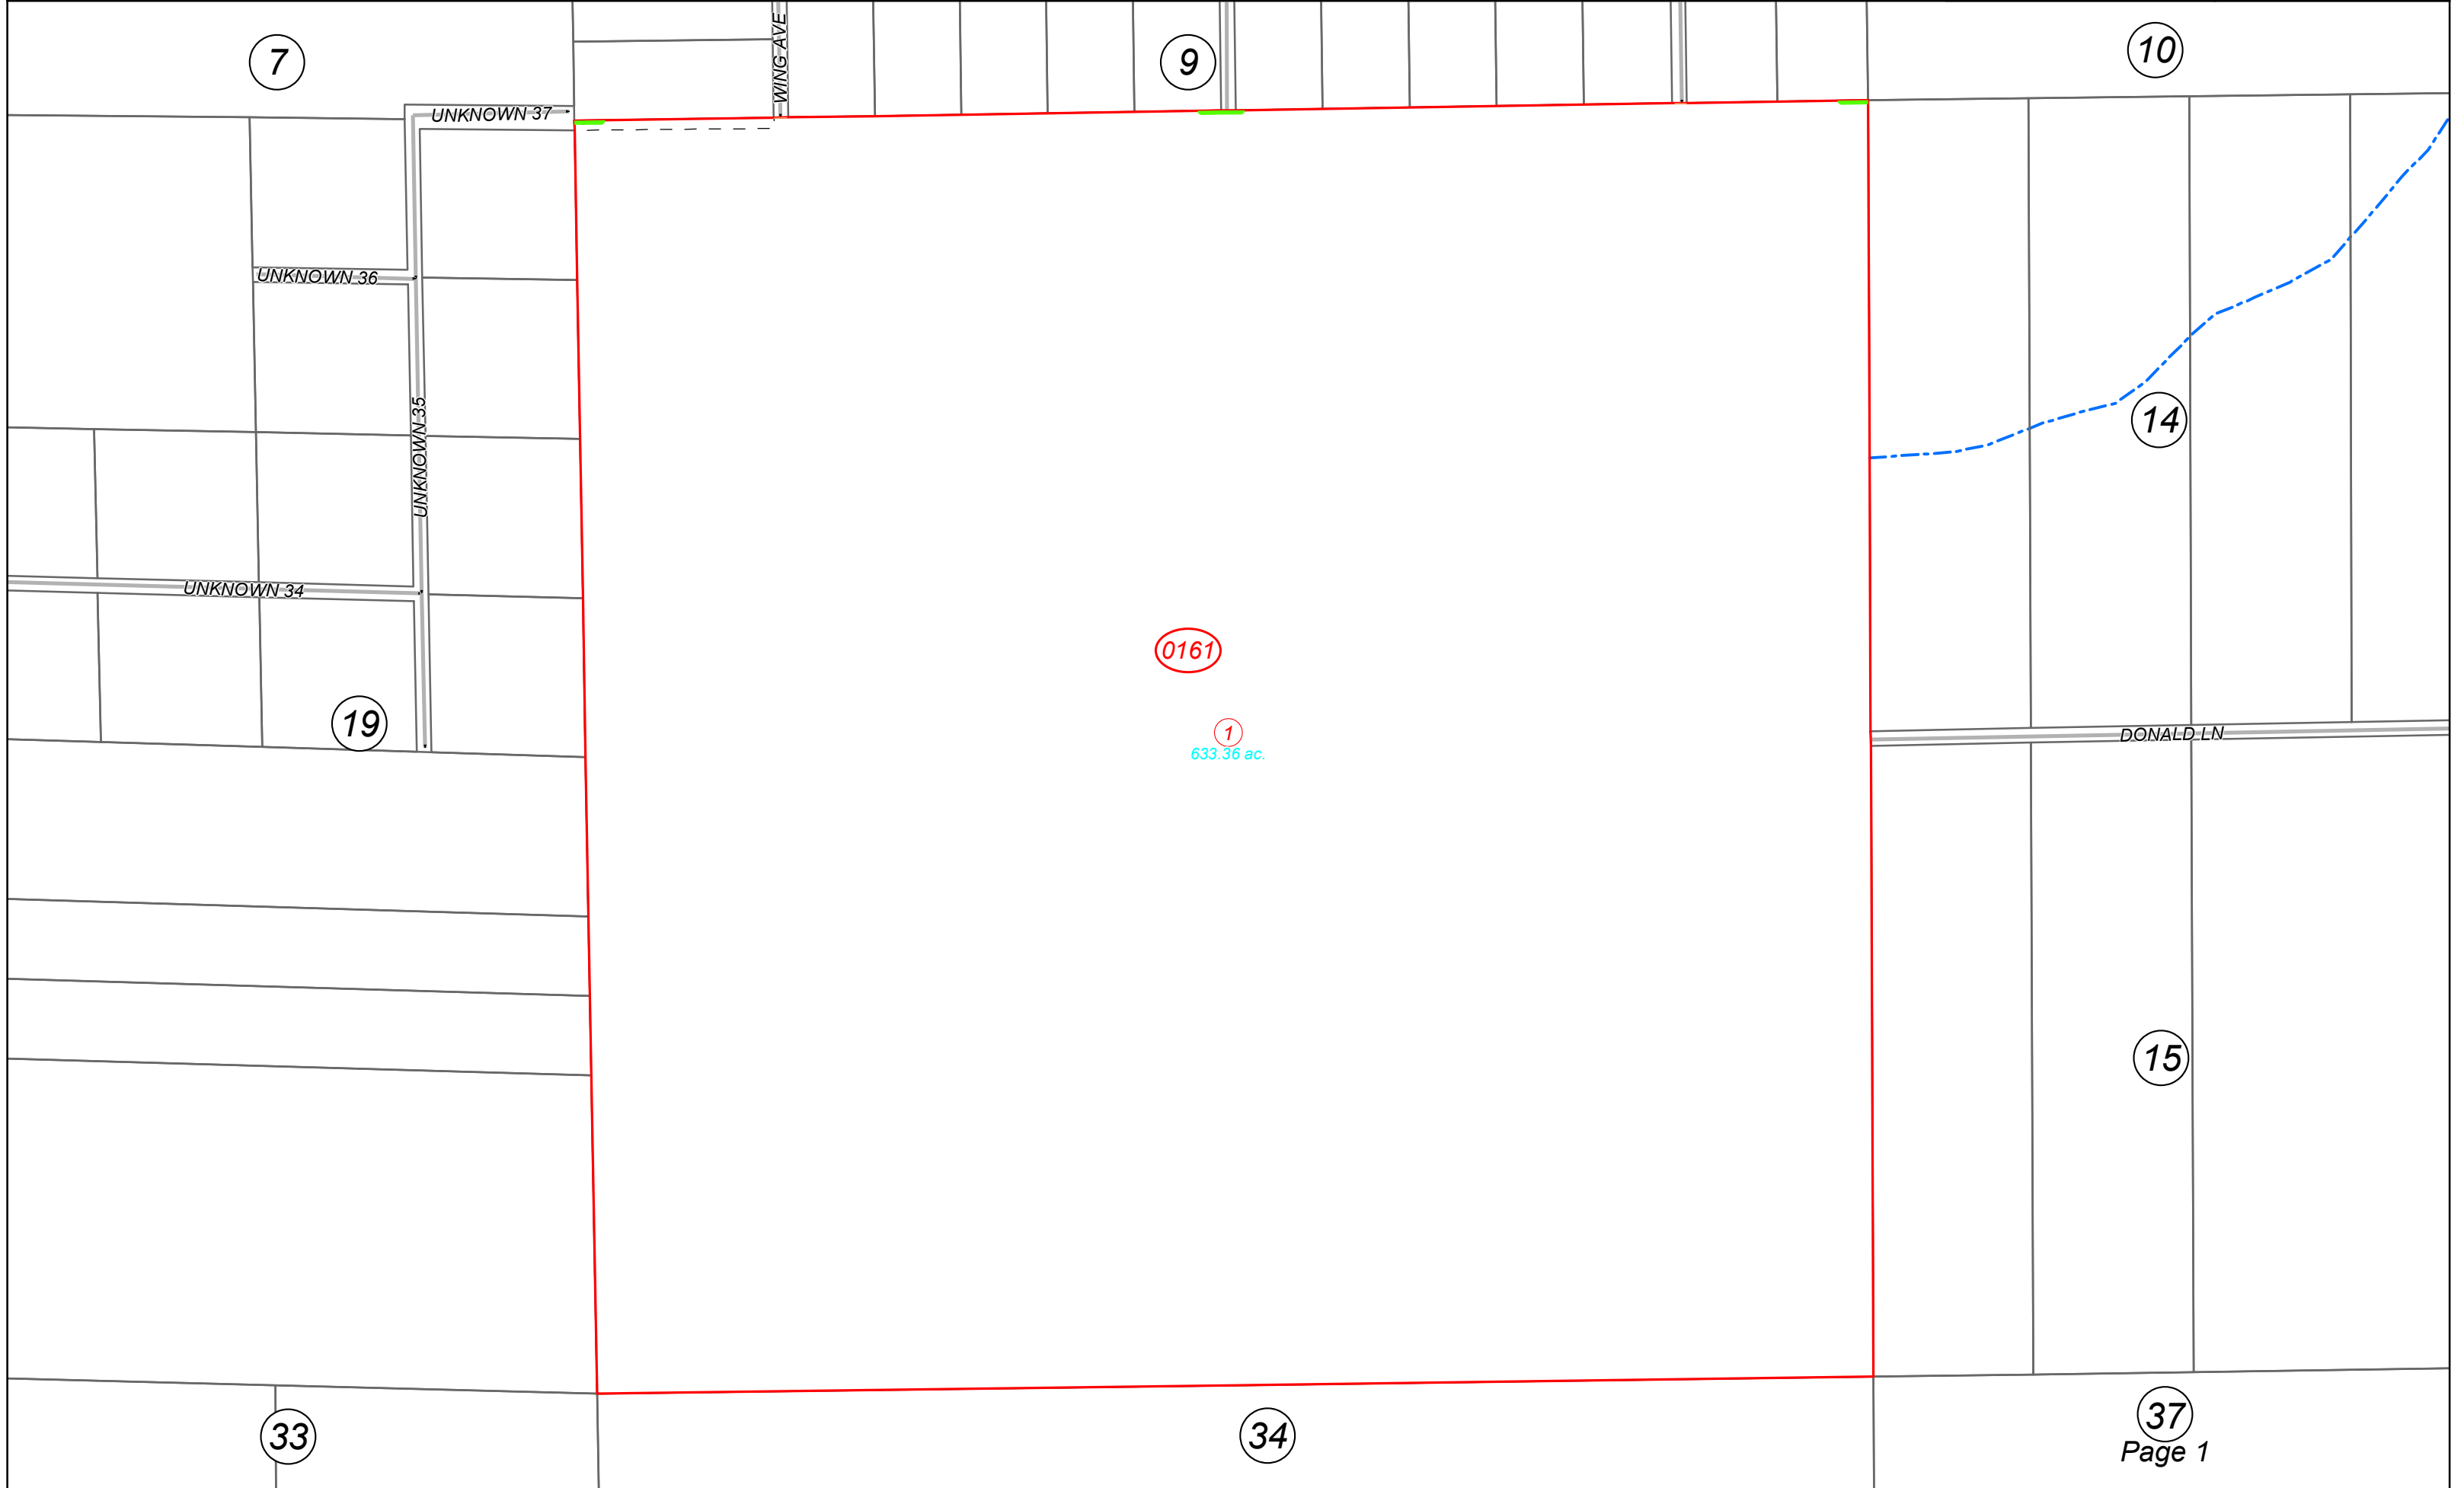 7
9
10
WING AVE
UNKNOWN 37
UNKNOWN 36
UNKNOWN 35
14
UNKNOWN 34
0161
19
1
633.36 ac.
DONALD LN
15
33
34
37
Page 1